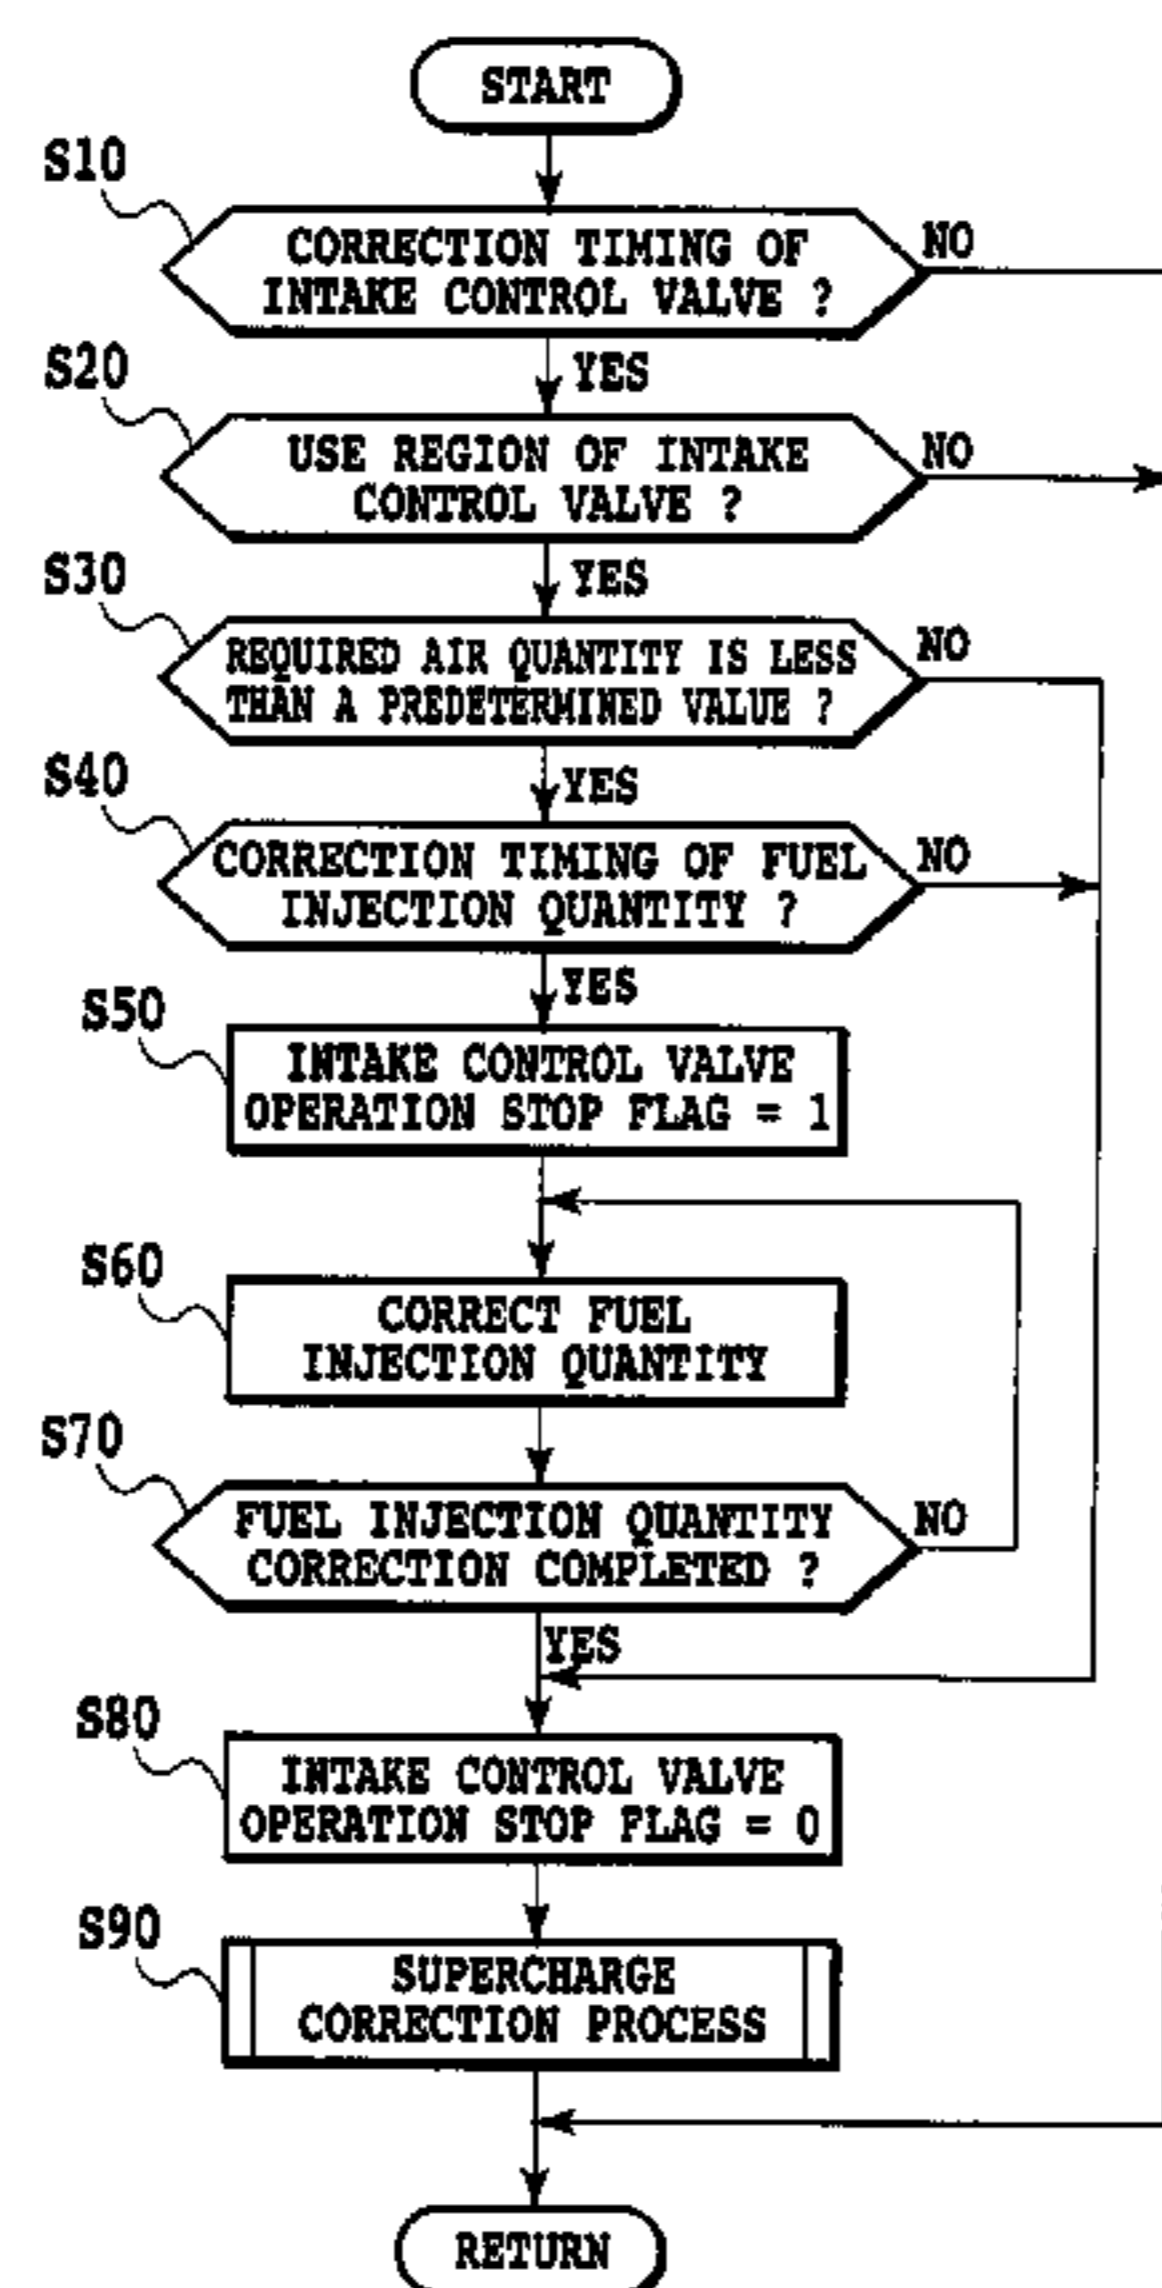 START
S10
CORRECTION TIMING OF
INTAKE CONTROL VALVE ?
NO
YES
S20
USE REGION OF INTAKE
CONTROL VALVE ?
NO
YES
S30
REQUIRED AIR QUANTITY IS LESS
THAN A PREDETERMINED VALUE ?
NO
YES
S40
CORRECTION TIMING OF FUEL
INJECTION QUANTITY ?
NO
YES
S50
INTAKE CONTROL VALVE
OPERATION STOP FLAG = 1
S60
CORRECT FUEL
INJECTION QUANTITY
S70
FUEL INJECTION QUANTITY
CORRECTION COMPLETED ?
NO
YES
S80
INTAKE CONTROL VALVE
OPERATION STOP FLAG = 0
S90
SUPERCHARGE
CORRECTION PROCESS
RETURN